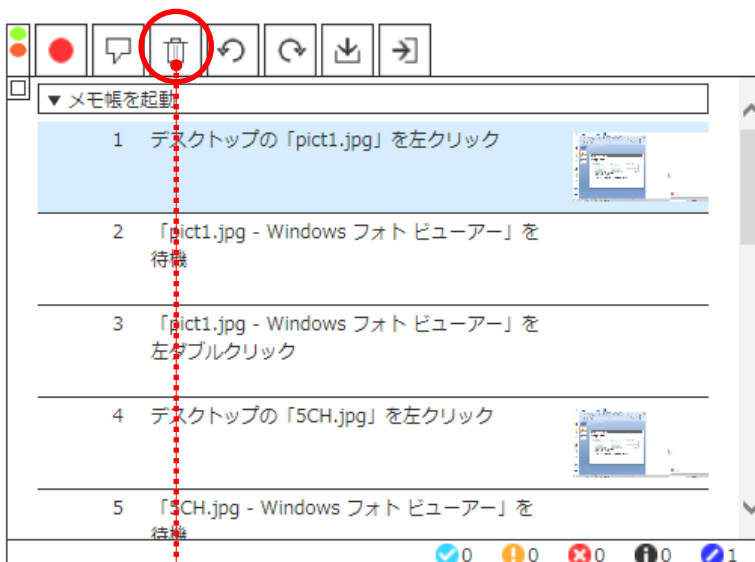 ▼ メモ帳を起動
1 デスクトップの「pict1.jpg」を左クリック
2 「pict1.jpg - Windows フォト ビューアー」を
待機
3 「pict1.jpg - Windows フォト ビューアー」を
左ダブルクリック
4 デスクトップの「5CH.jpg」を左クリック
5 「5CH.jpg - Windows フォト ビューアー」を
待機
0 0 0 0 1